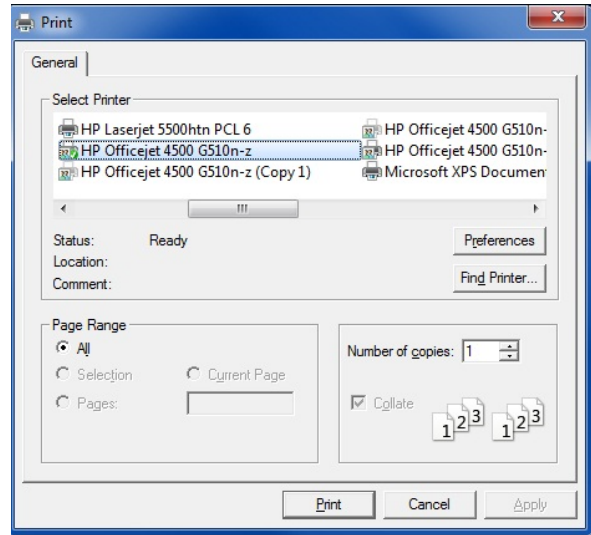 Print
General
Select Printer
HP Laserjet 5500htn PCL 6
HP Officejet 4500 G510n-z
HP Officejet 4500 G510n-z (Copy 1)
HP Officejet 4500 G510n-
HP Officejet 4500 G510n-
Microsoft XPS Documen
Status: Ready
Preferences
Location:
Comment:
Find Printer...
Page Range
All
Selection Current Page
Pages:
Number of copies: 1
Collate
1 2 3 1 2 3
Print Cancel Apply